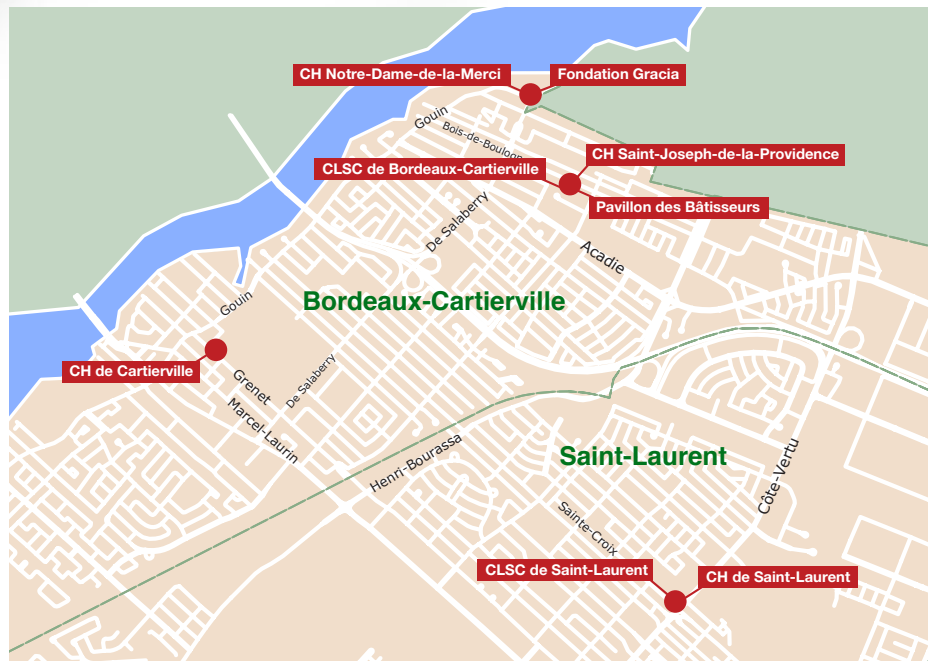 CH Notre-Dame-de-la-Merci
Fondation Gracia
Gouin
Bois-de-Boulogne
CH Saint-Joseph-de-la-Providence
CLSC de Bordeaux-Cartierville
Pavillon des Bâtisseurs
De Salaberry
Acadie
Gouin
Bordeaux-Cartierville
CH de Cartierville
Grenet
De Salaberry
Marcel-Laurin
Henri-Bourassa
Saint-Laurent
Côte-Vertu
Sainte-Croix
CLSC de Saint-Laurent
CH de Saint-Laurent